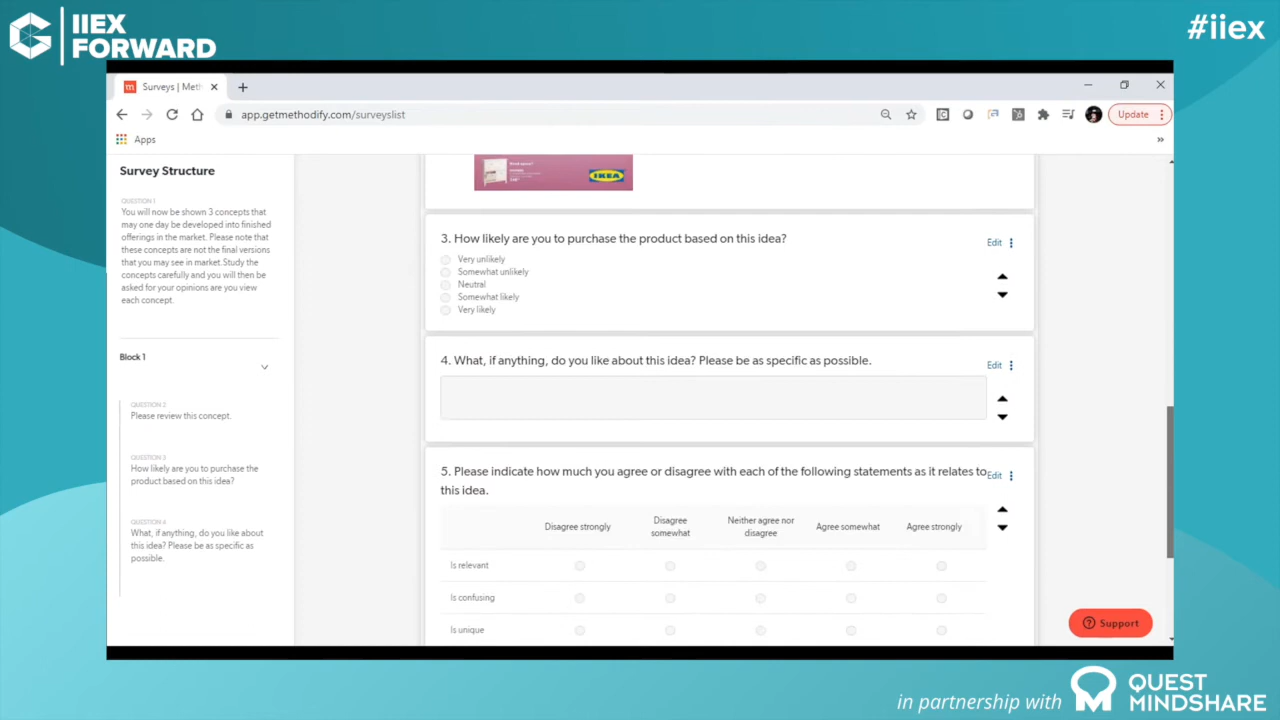 IIEX
FORWARD
#iiex
Surveys | Meth
app.getmethodify.com/surveyslist
Update
Apps
Survey Structure
QUESTION 1
You will now be shown 3 concepts that
may one day be developed into finished
offerings in the market. Please note that
these concepts are not the final versions
that you may see in market. Study the
concepts carefully and you will then be
asked for your opinions are you view
each concept.
Block 1
QUESTION 2
Please review this concept.
QUESTION 3
How likely are you to purchase the
product based on this idea?
QUESTION 4
What, if anything, do you like about
this idea? Please be as specific as
possible.
IKEA
3. How likely are you to purchase the product based on this idea?
Edit
Very unlikely
Somewhat unlikely
Neutral
Somewhat likely
Very likely
4. What, if anything, do you like about this idea? Please be as specific as possible.
Edit
5. Please indicate how much you agree or disagree with each of the following statements as it relates to
this idea.
Edit
Disagree strongly
Disagree
somewhat
Neither agree nor
disagree
Agree somewhat
Agree strongly
Is relevant
Is confusing
Is unique
Support
in partnership with
QUEST
MINDSHARE